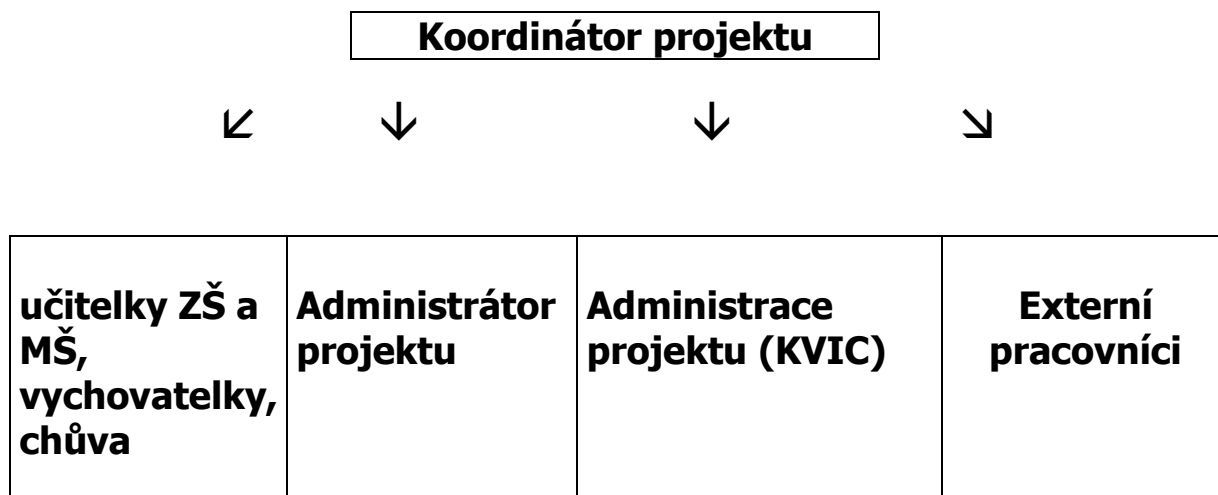 Koordinátor projektu
učitelky ZŠ a
MŠ,
vychovatelky,
chůva
Administrátor
projektu
Administrace
projektu (KVIC)
Externí
pracovníci